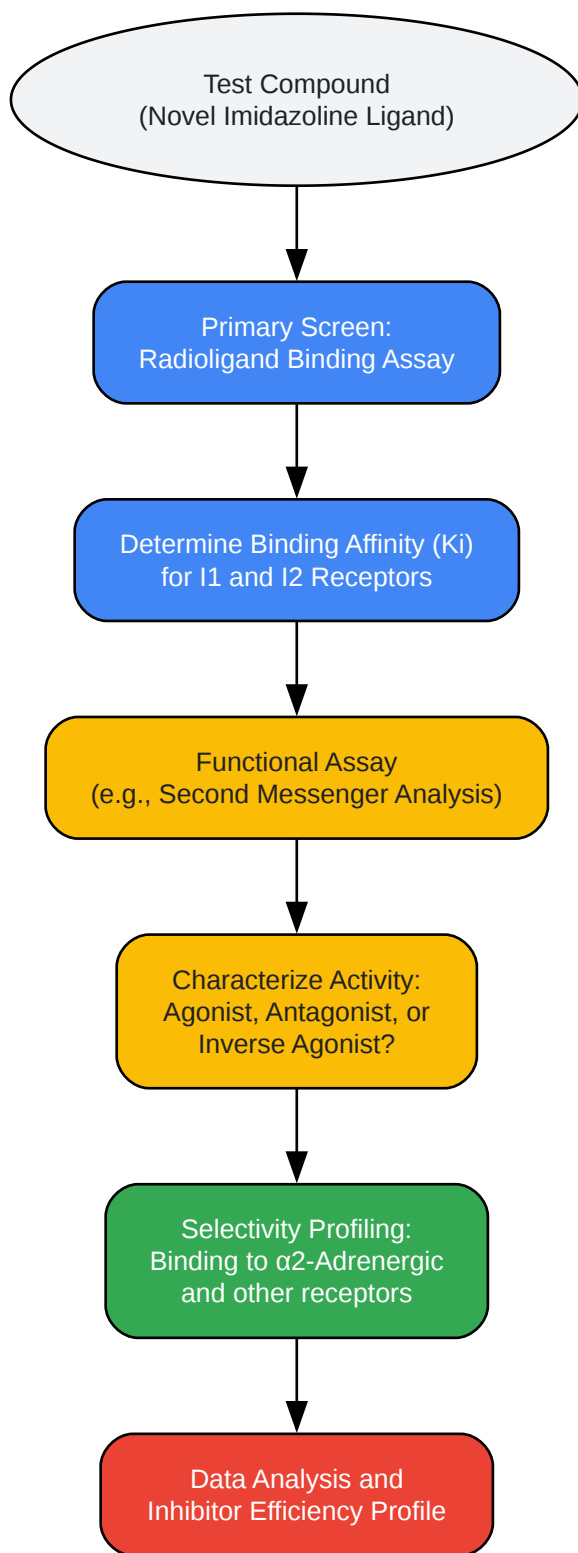 Test Compound
(Novel Imidazoline Ligand)
Primary Screen:
Radioligand Binding Assay
Determine Binding Affinity (Ki)
for I1 and I2 Receptors
Functional Assay
(e.g., Second Messenger Analysis)
Characterize Activity:
Agonist, Antagonist, or
Inverse Agonist?
Selectivity Profiling:
Binding to α2-Adrenergic
and other receptors
Data Analysis and
Inhibitor Efficiency Profile